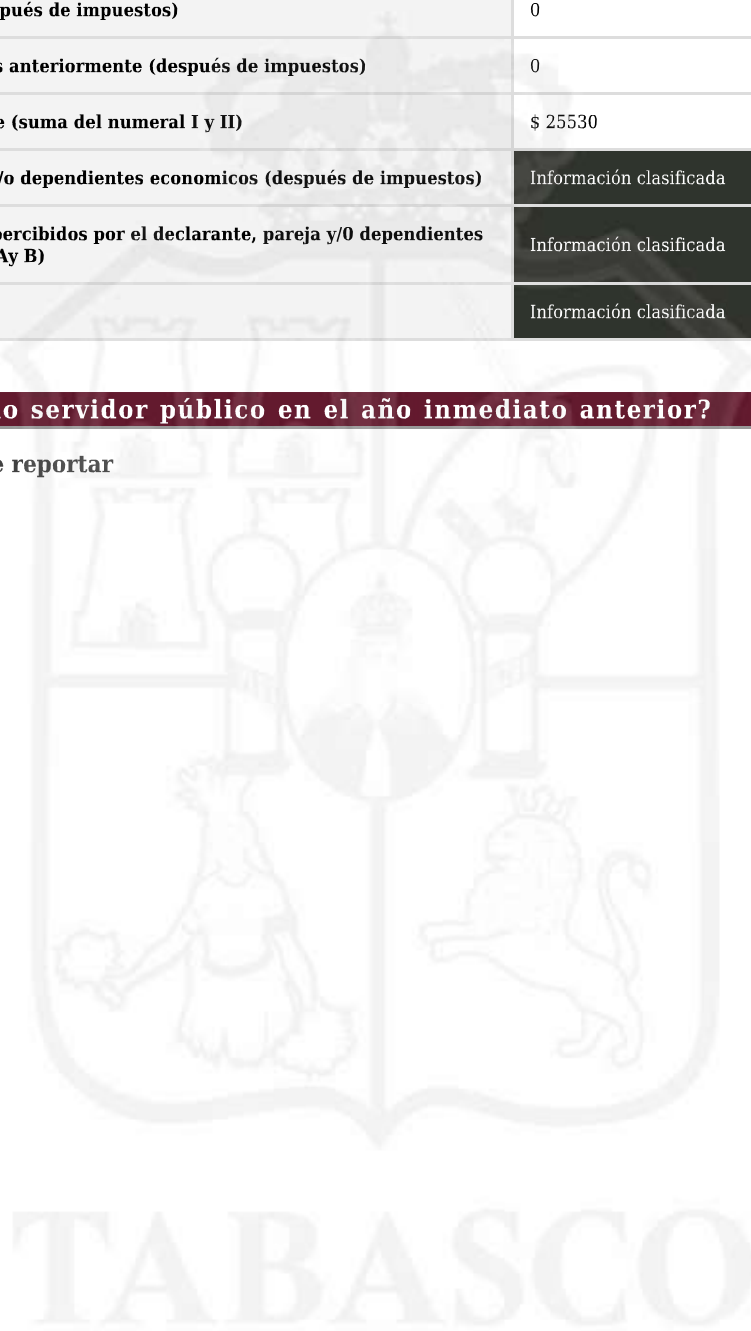 pués de impuestos)
0
s anteriormente (después de impuestos)
0
e (suma del numeral I y II)
$ 25530
/o dependientes economicos (después de impuestos)
Información clasificada
percibidos por el declarante, pareja y/0 dependientes
Ay B)
Información clasificada
Información clasificada
o servidor público en el año inmediato anterior?
e reportar
TABASCO